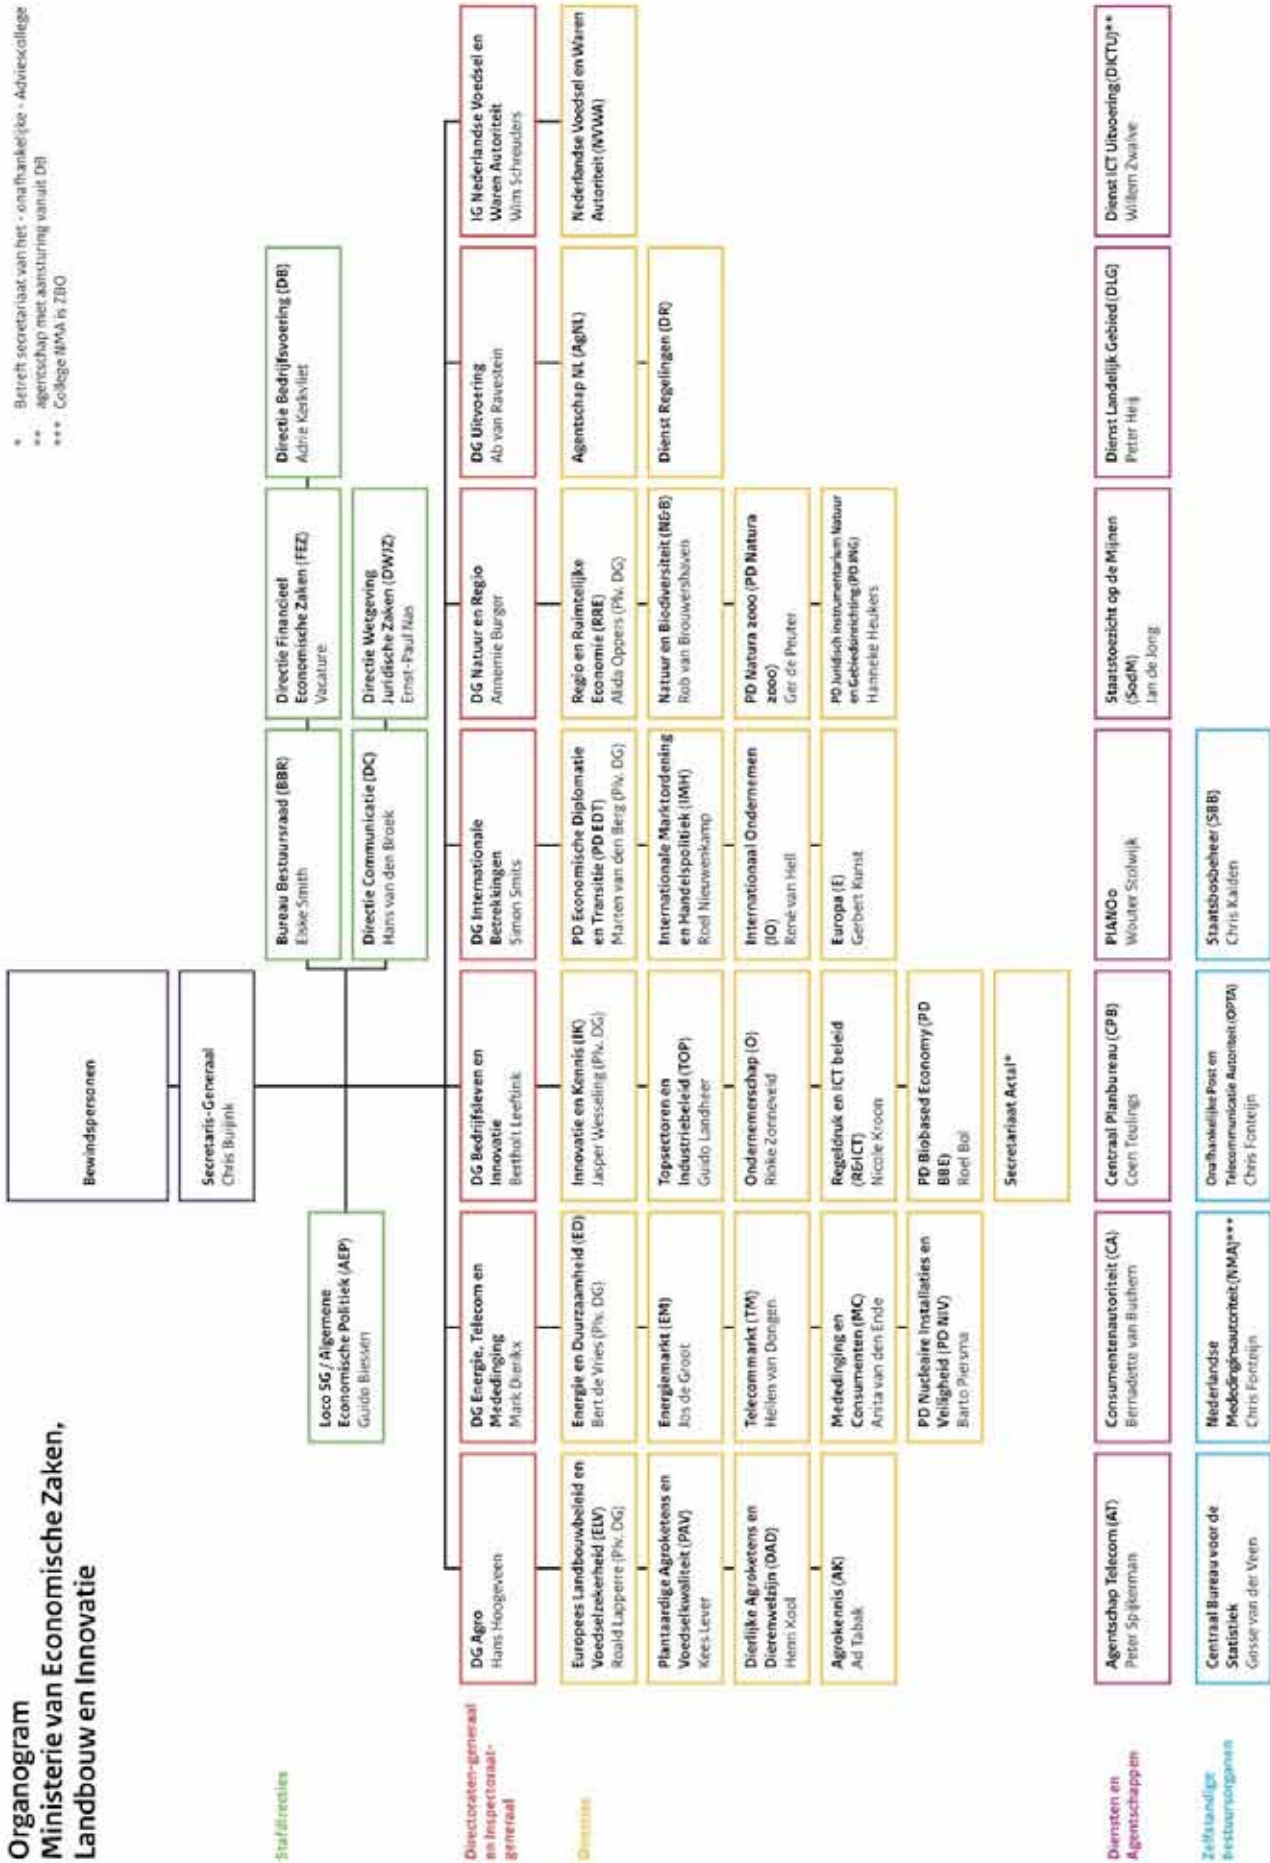 Organogram
Ministerie van Economische Zaken,
Landbouw en Innovatie
* Betreft secretariaat van het - onafhankelijke - Adviescollege
** agentschap met aansturing vanuit DB
*** College NMA is ZBO
Bewindspersonen
Secretaris-Generaal
Chris Buijink
Stafdirecties
Loco SG / Algemene
Economische Politiek (AEP)
Guido Biessen
Bureau Bestuursraad (BBR)
Elske Smith
Directie Financieel
Economische Zaken (FEZ)
Vacature
Directie Bedrijfsvoering (DB)
Adrie Kerkvliet
Directie Communicatie (DC)
Hans van den Broek
Directie Wetgeving
Juridische Zaken (DWJZ)
Ernst-Paul Nas
Directoraten-generaal
en Inspectoraat-
generaal
DG Agro
Hans Hoogeveen
DG Energie, Telecom en
Mededinging
Mark Dierikx
DG Bedrijfsleven en
Innovatie
Bertholt Leeftink
DG Internationale
Betrekkingen
Simon Smits
DG Natuur en Regio
Annemie Burger
DG Uitvoering
Ab van Ravestein
IG Nederlandse Voedsel en
Waren Autoriteit
Wim Schreuders
Directies
Europees Landbouwbeleid en
Voedselzekerheid (ELV)
Roald Lapperre (Plv. DG)
Plantaardige Agroketens en
Voedselkwaliteit (PAV)
Kees Lever
Dierlijke Agroketens en
Dierenwelzijn (DAD)
Henri Kool
Agrokennis (AK)
Ad Tabak
Energie en Duurzaamheid (ED)
Bert de Vries (Plv. DG)
Energiemarkt (EM)
Jos de Groot
Telecommarkt (TM)
Hellen van Dongen
Mededinging en
Consumenten (MC)
Anita van den Ende
PD Nucleaire Installaties en
Veiligheid (PD NIV)
Barto Piersma
Innovatie en Kennis (IK)
Jasper Wesseling (Plv. DG)
Topsectoren en
Industriebeleid (TOP)
Guido Landheer
Ondernemerschap (O)
Rinke Zonneveld
Regeldruk en ICT beleid
(R&ICT)
Nicole Kroon
PD Biobased Economy (PD
BBE)
Roel Bol
Secretariaat Actal*
PD Economische Diplomatie
en Transitie (PD EDT)
Marten van den Berg (Plv. DG)
Internationale Marktordening
en Handelspolitiek (IMH)
Roel Nieuwenkamp
Internationaal Ondernemen
(IO)
René van Hell
Europa (E)
Gerbert Kunst
Regio en Ruimtelijke
Economie (RRE)
Alida Oppers (Plv. DG)
Natuur en Biodiversiteit (N&B)
Rob van Brouwershaven
PD Natura 2000 (PD Natura
2000)
Ger de Peuter
PD Juridisch Instrumentarium Natuur
en Gebiedsinrichting (PD JNG)
Hanneke Heukers
Agentschap NL (AgNL)
Dienst Regelingen (DR)
Nederlandse Voedsel en Waren
Autoriteit (NVWA)
Diensten en
Agentschappen
Agentschap Telecom (AT)
Peter Spijkerman
Consumentenautoriteit (CA)
Bernadette van Buchem
Centraal Planbureau (CPB)
Coen Teulings
PIANOo
Wouter Stolwijk
Staatstoezicht op de Mijnen
(SodM)
Jan de Jong
Dienst Landelijk Gebied (DLG)
Peter Heij
Dienst ICT Uitvoering (DICTU)**
Willem Zwalve
Zelfstandige
bestuursorganen
Centraal Bureau voor de
Statistiek
Gosse van der Veen
Nederlandse
Mededingingsautoriteit (NMA)***
Chris Fonteijn
Onafhankelijke Post en
Telecommunicatie Autoriteit (OPTA)
Chris Fonteijn
Staatsbosbeheer (SBB)
Chris Kalden